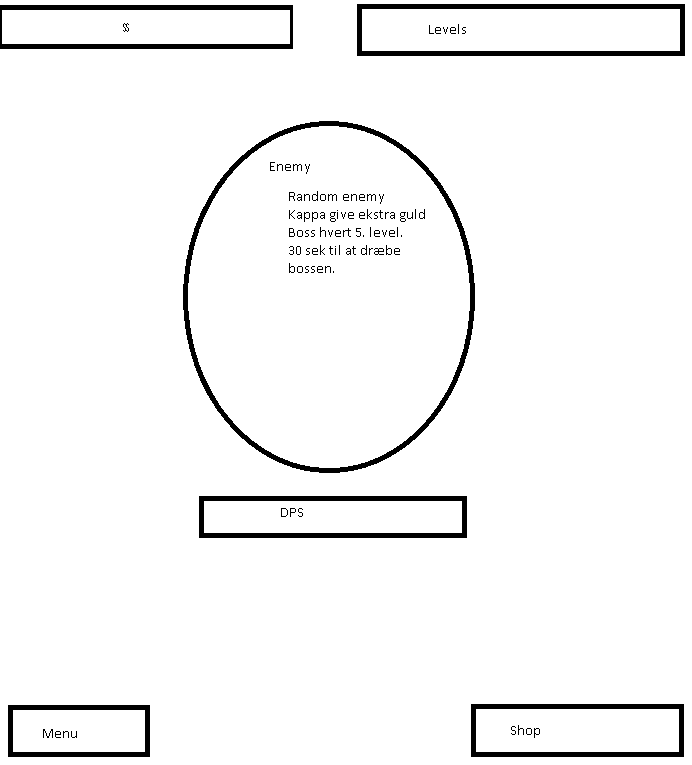 $
Levels
Enemy
Random enemy
Kappa give ekstra guld
Boss hvert 5. level.
30 sek til at dræbe
bossen.
DPS
Menu
Shop